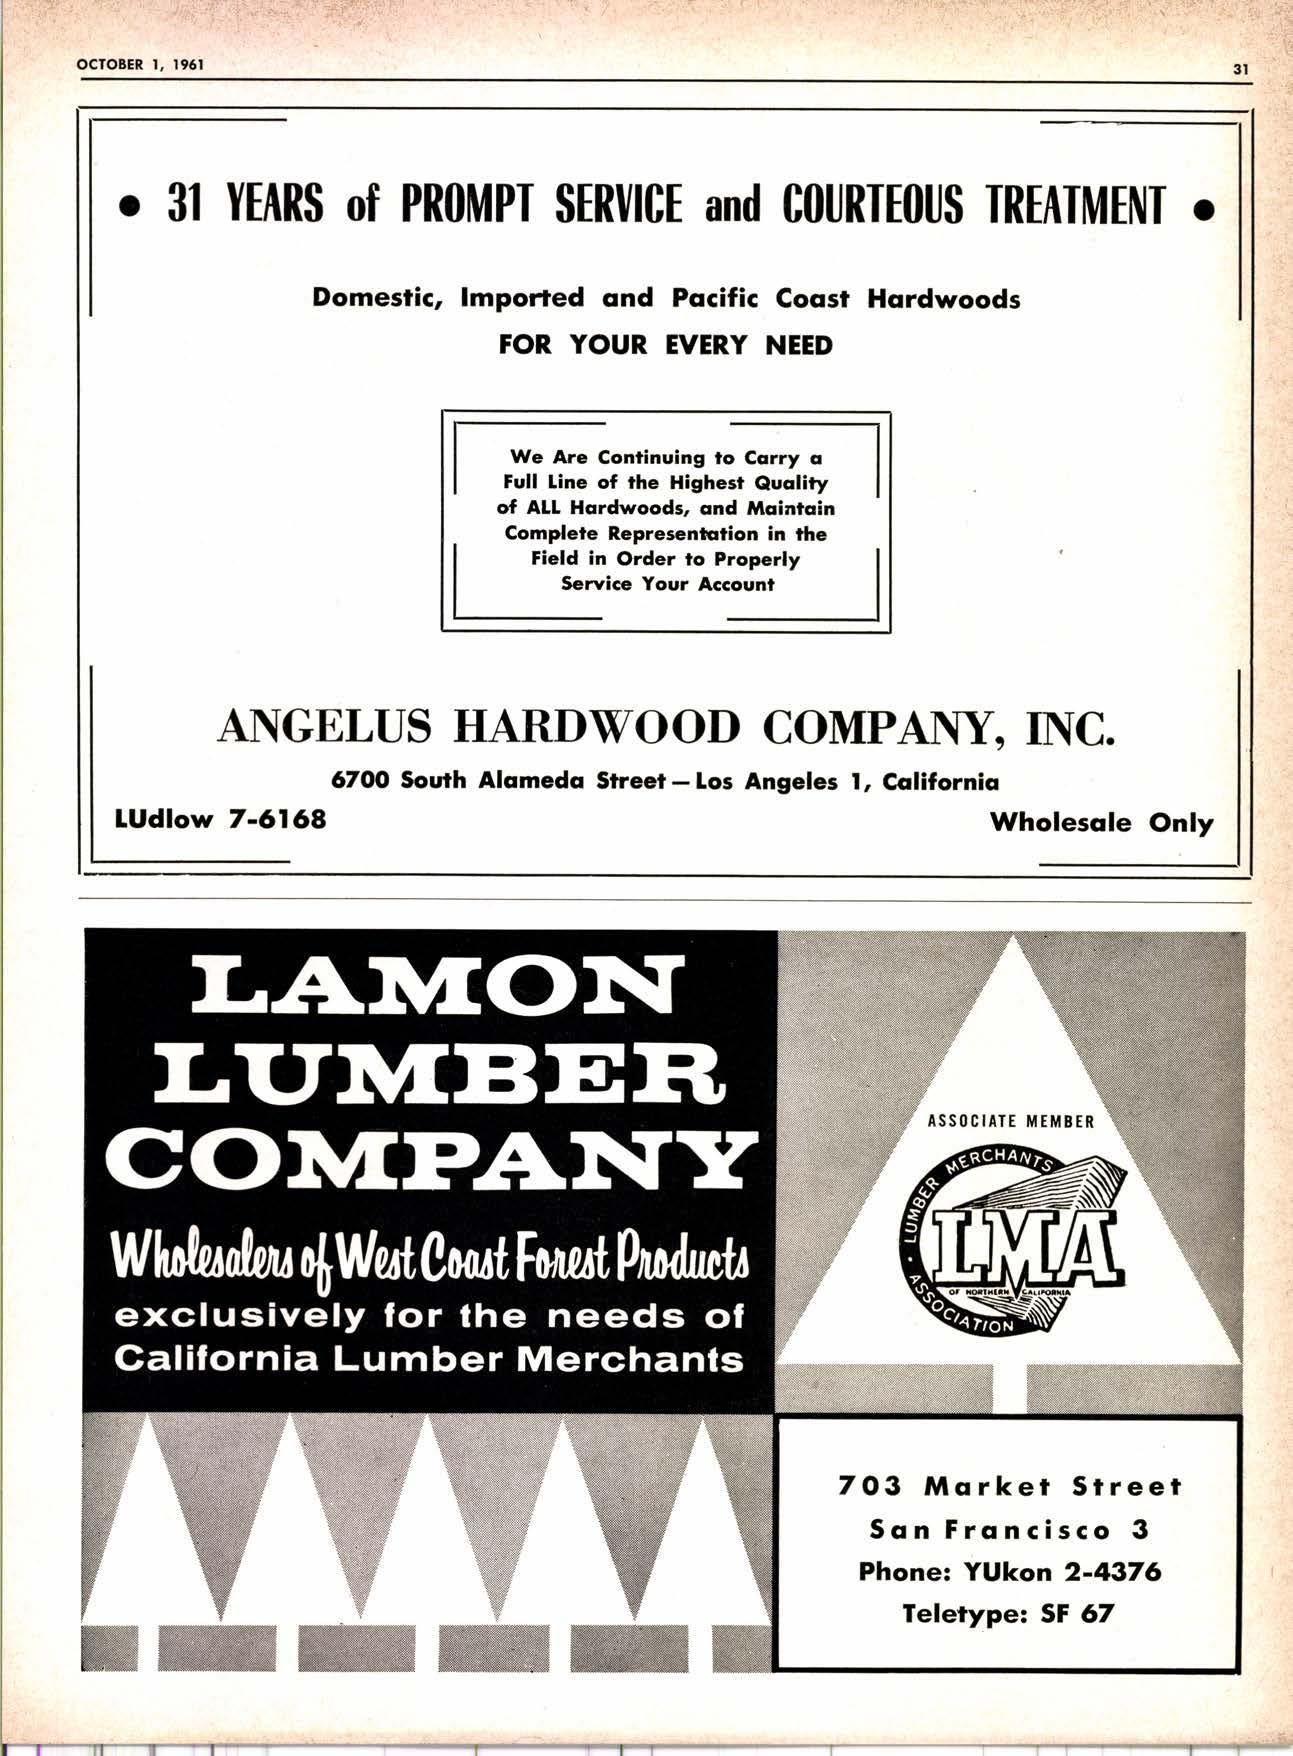 OCTOBER 1, 1961
31
• 31 YEARS of PROMPT SERVICE and COURTEOUS TREATMENT •
Domestic, Imported and Pacific Coast Hardwoods
FOR YOUR EVERY NEED
We Are Continuing to Carry a
Full Line of the Highest Quality
of ALL Hardwoods, and Maintain
Complete Representation in the
Field in Order to Properly
Service Your Account
ANGELUS HARDWOOD COMPANY, INC.
6700 South Alameda Street—Los Angeles 1, California
LUdlow 7-6168
Wholesale Only
LAMON
LUMBER
COMPANY
Wholesalers of West Coast Forest Products
exclusively for the needs of
California Lumber Merchants
ASSOCIATE MEMBER
• LUMBER MERCHANTS
LMA
OF NORTHERN CALIFORNIA
ASSOCIATION
703 Market Street
San Francisco 3
Phone: YUkon 2-4376
Teletype: SF 67